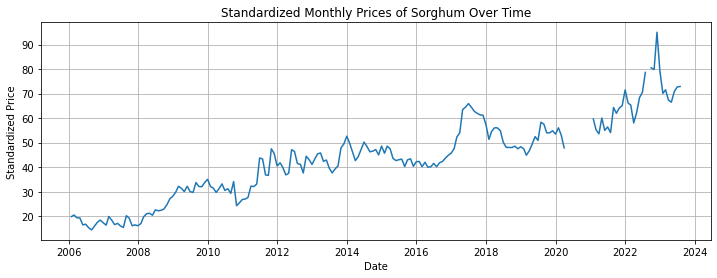 Standardized Monthly Prices of Sorghum Over Time
Standardized Price
90
80
70
60
50
40
30
20
2006 2008 2010 2012 2014 2016 2018 2020 2022 2024
Date